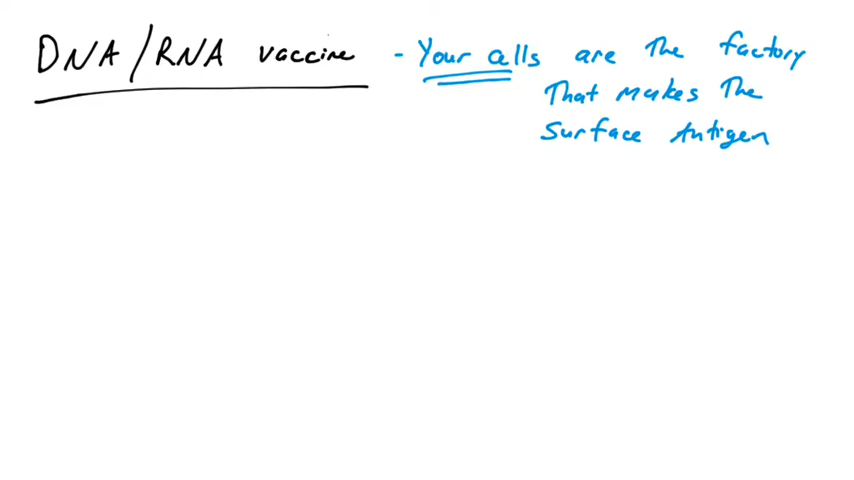 DNA/RNA vaccine - Your cells are the factory
That makes The
Surface Antigen